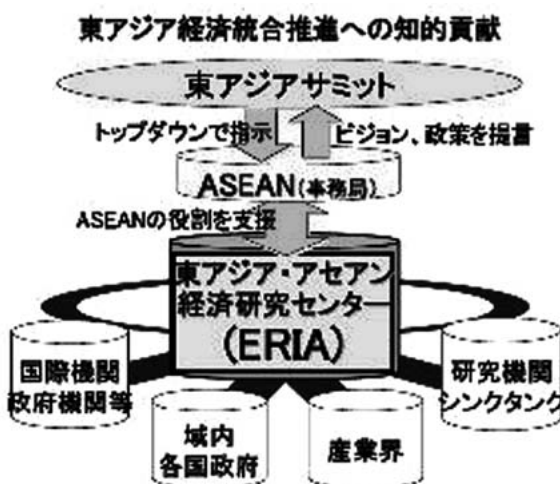 東アジア経済統合推進への知的貢献
東アジアサミット
トップダウンで指示
ビジョン、政策を提言
ASEAN(事務局)
ASEANの役割を支援
東アジア・アセアン
経済研究センター
(ERIA)
国際機関
政府機関等
域内
各国政府
産業界
研究機関
シンクタンク